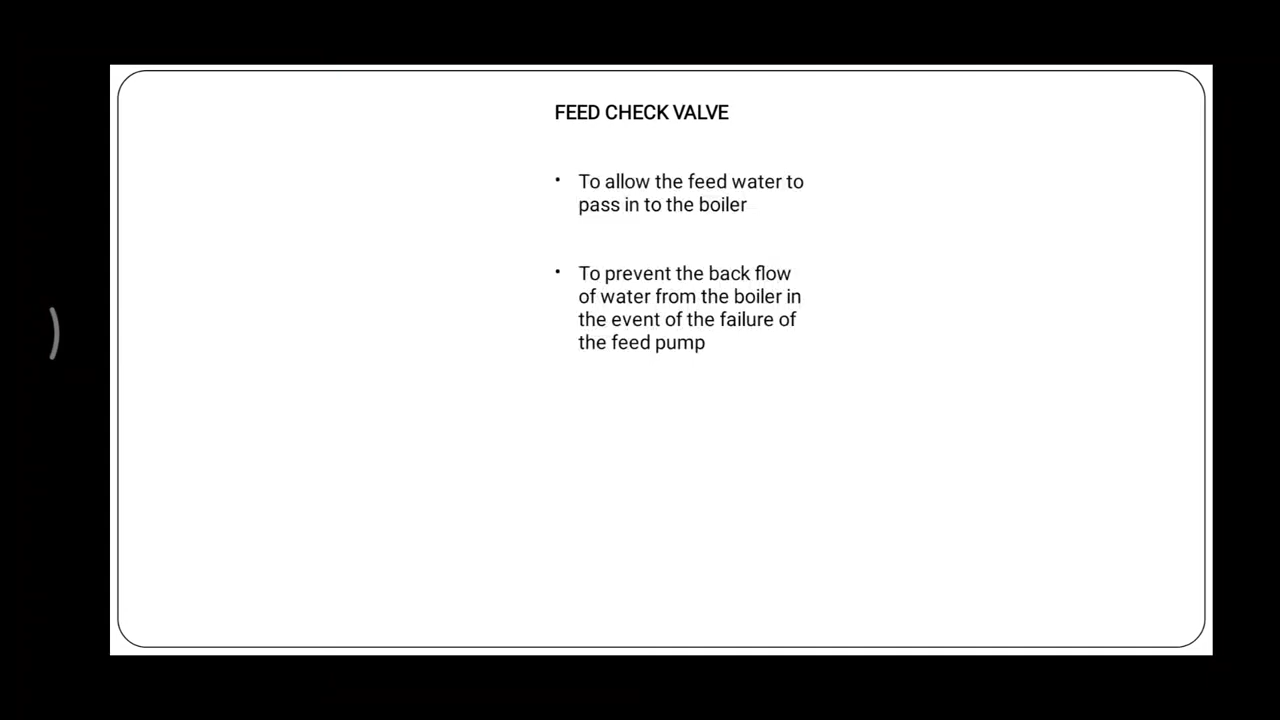 FEED CHECK VALVE
• To allow the feed water to
pass in to the boiler
• To prevent the back flow
of water from the boiler in
the event of the failure of
the feed pump